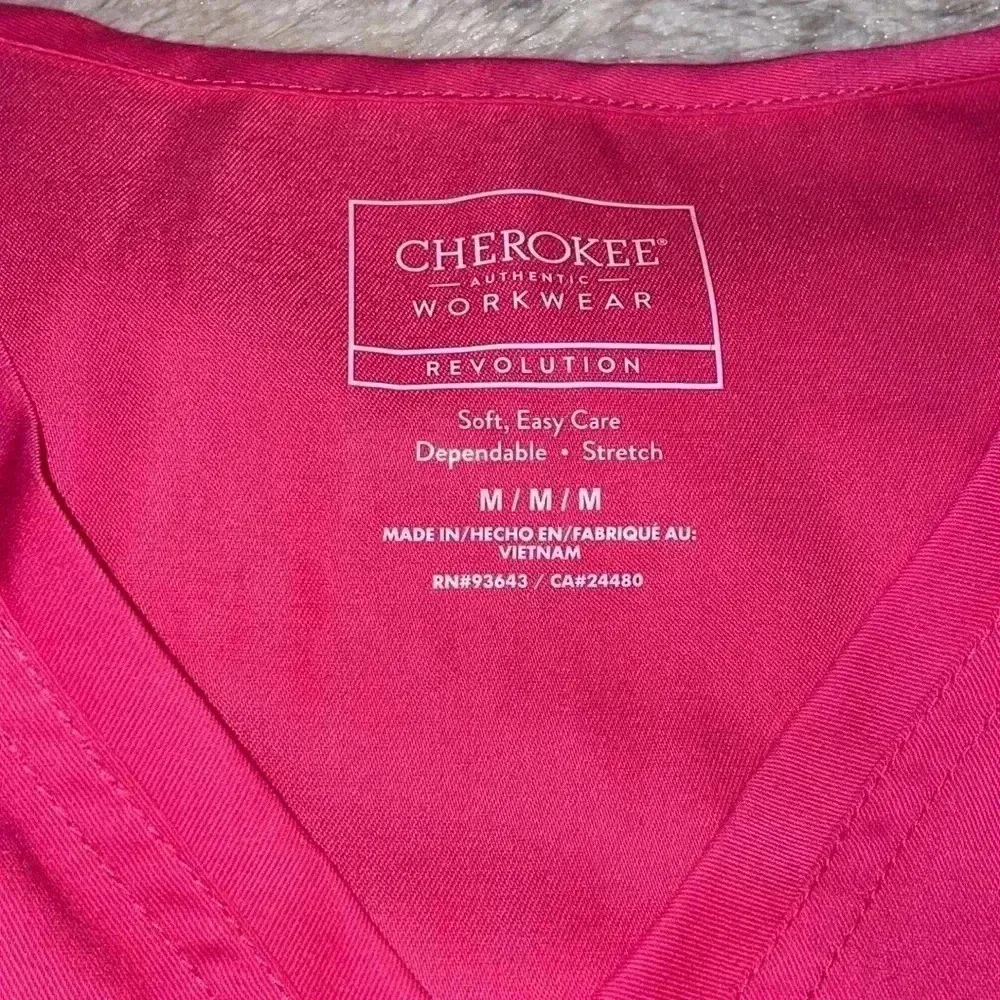 CHEROKEE®
AUTHENTIC
WORKWEAR
REVOLUTION
Soft, Easy Care
Dependable • Stretch
M / M / M
MADE IN/HECHO EN/FABRIQUÉ AU:
VIETNAM
RN#93643 / CA#24480